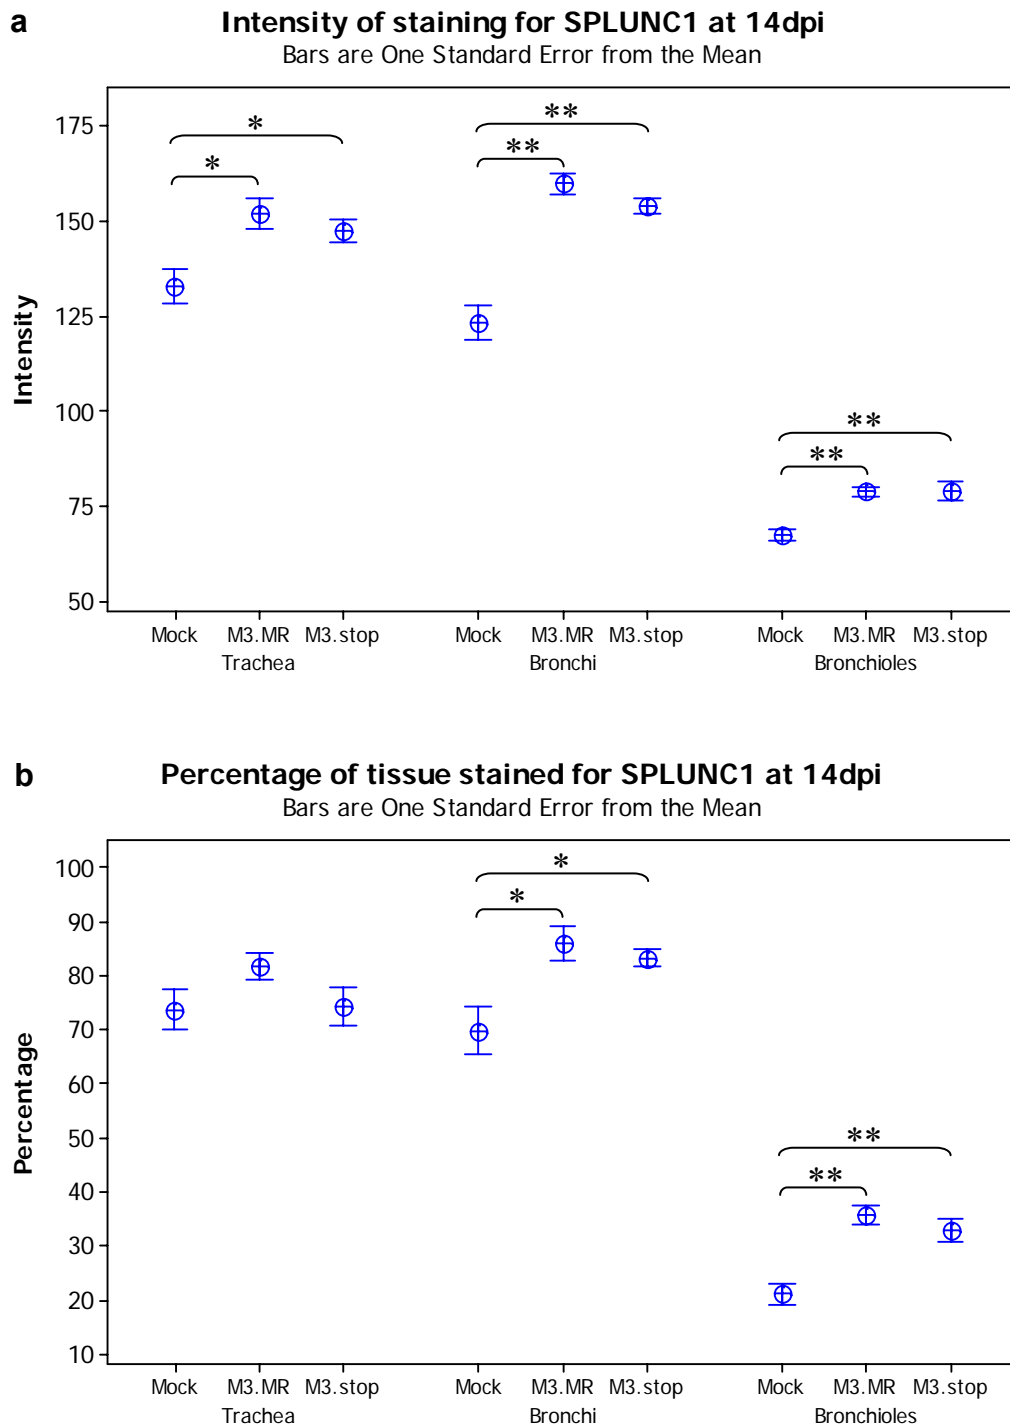 a
Intensity of staining for SPLUNC1 at 14dpi
Bars are One Standard Error from the Mean
Intensity
175
150
125
100
75
50
* *
** **
** **
Mock M3.MR M3.stop Mock M3.MR M3.stop Mock M3.MR M3.stop
Trachea Bronchi Bronchioles
b
Percentage of tissue stained for SPLUNC1 at 14dpi
Bars are One Standard Error from the Mean
Percentage
100
90
80
70
60
50
40
30
20
10
* *
** **
Mock M3.MR M3.stop Mock M3.MR M3.stop Mock M3.MR M3.stop
Trachea Bronchi Bronchioles